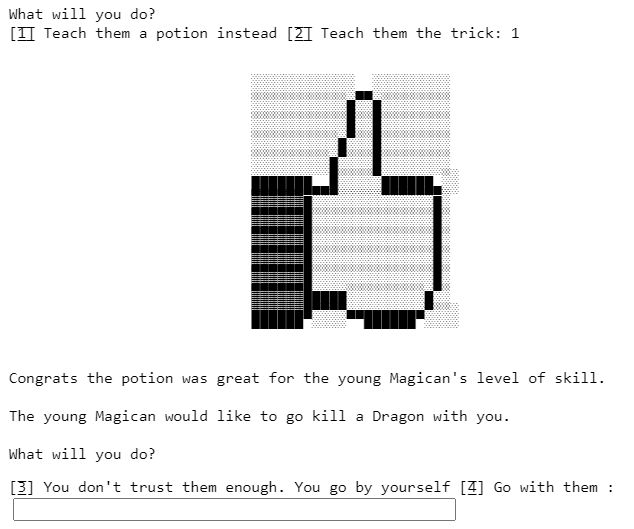 What will you do?
[1] Teach them a potion instead [2] Teach them the trick: 1
Congrats the potion was great for the young Magican's level of skill.
The young Magican would like to go kill a Dragon with you.
What will you do?
[3] You don't trust them enough. You go by yourself [4] Go with them :